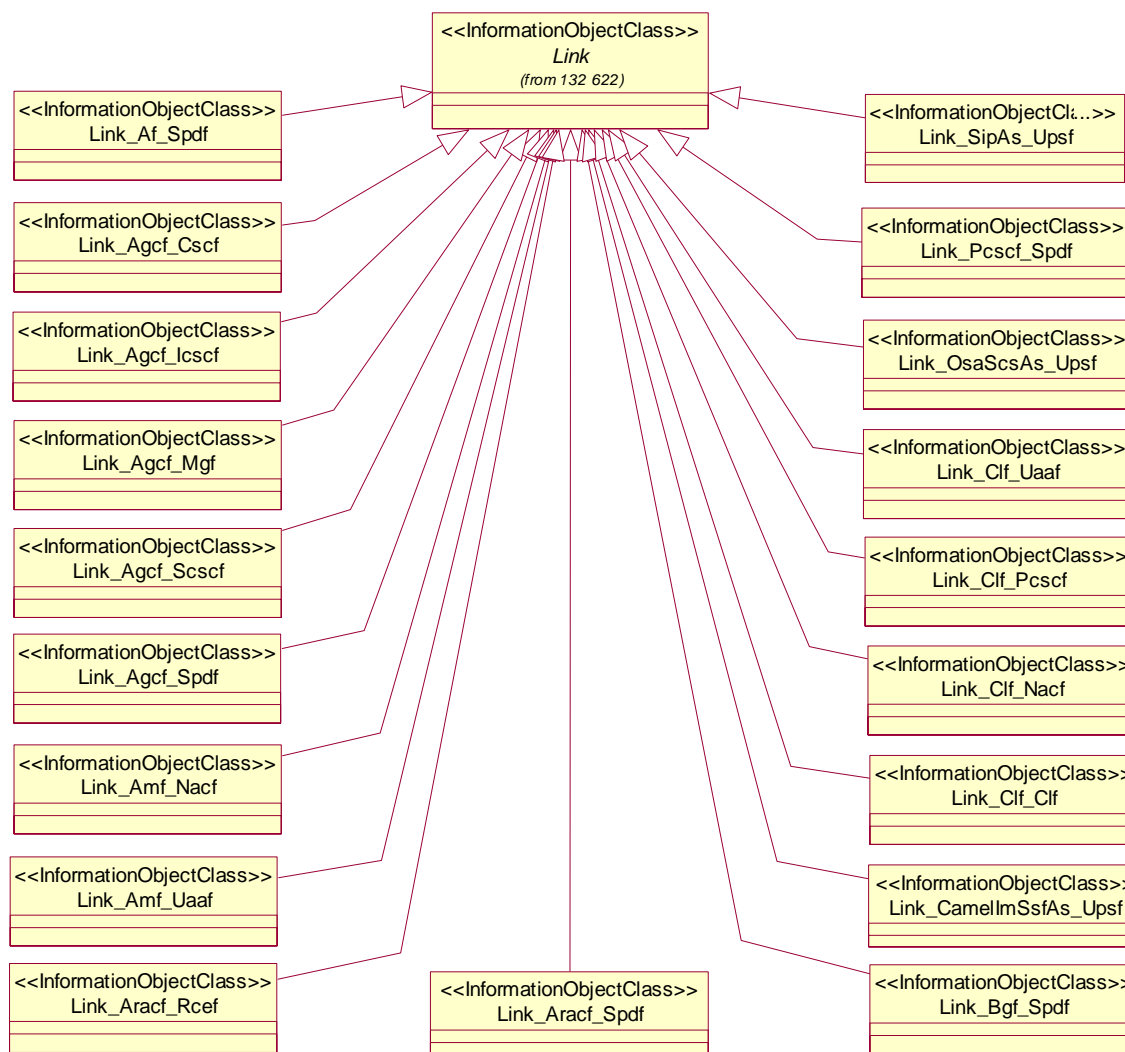 <<InformationObjectClass>>
Link
(from 132 622)
<<InformationObjectClass>>
Link_Af_Spdf
<<InformationObjectCla...>>
Link_SipAs_Upsf
<<InformationObjectClass>>
Link_Agcf_Cscf
<<InformationObjectClass>>
Link_Pcscf_Spdf
<<InformationObjectClass>>
Link_Agcf_Icscf
<<InformationObjectClass>>
Link_OsaScsAs_Upsf
<<InformationObjectClass>>
Link_Agcf_Mgf
<<InformationObjectClass>>
Link_Clf_Uaaf
<<InformationObjectClass>>
Link_Agcf_Scscf
<<InformationObjectClass>>
Link_Clf_Pcscf
<<InformationObjectClass>>
Link_Agcf_Spdf
<<InformationObjectClass>>
Link_Clf_Nacf
<<InformationObjectClass>>
Link_Amf_Nacf
<<InformationObjectClass>>
Link_Clf_Clf
<<InformationObjectClass>>
Link_Amf_Uaaf
<<InformationObjectClass>>
Link_CamelImSsfAs_Upsf
<<InformationObjectClass>>
Link_Aracf_Rcef
<<InformationObjectClass>>
Link_Aracf_Spdf
<<InformationObjectClass>>
Link_Bgf_Spdf